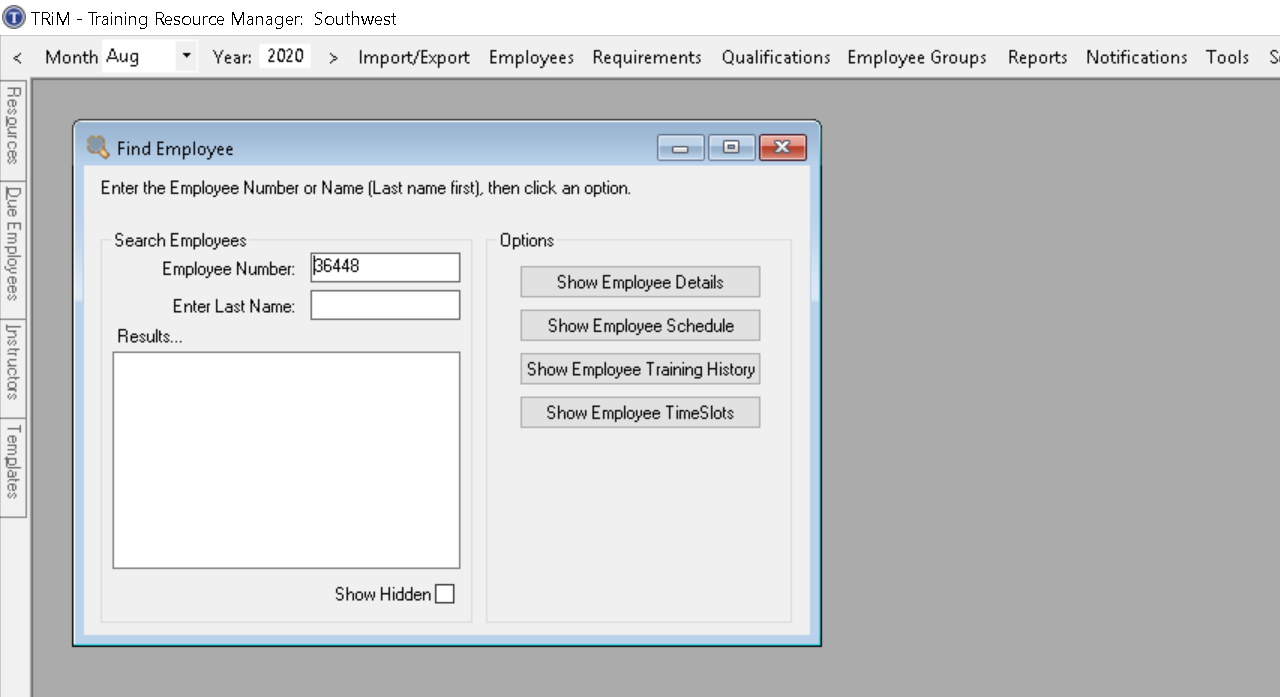 TRiM - Training Resource Manager: Southwest
< Month Aug Year: 2020 > Import/Export Employees Requirements Qualifications Employee Groups Reports Notifications Tools
Resources
Due Employees
Instructors
Templates
Find Employee
Enter the Employee Number or Name (Last name first), then click an option.
Search Employees
Employee Number: 36448
Enter Last Name:
Results...
Show Hidden
Options
Show Employee Details
Show Employee Schedule
Show Employee Training History
Show Employee TimeSlots